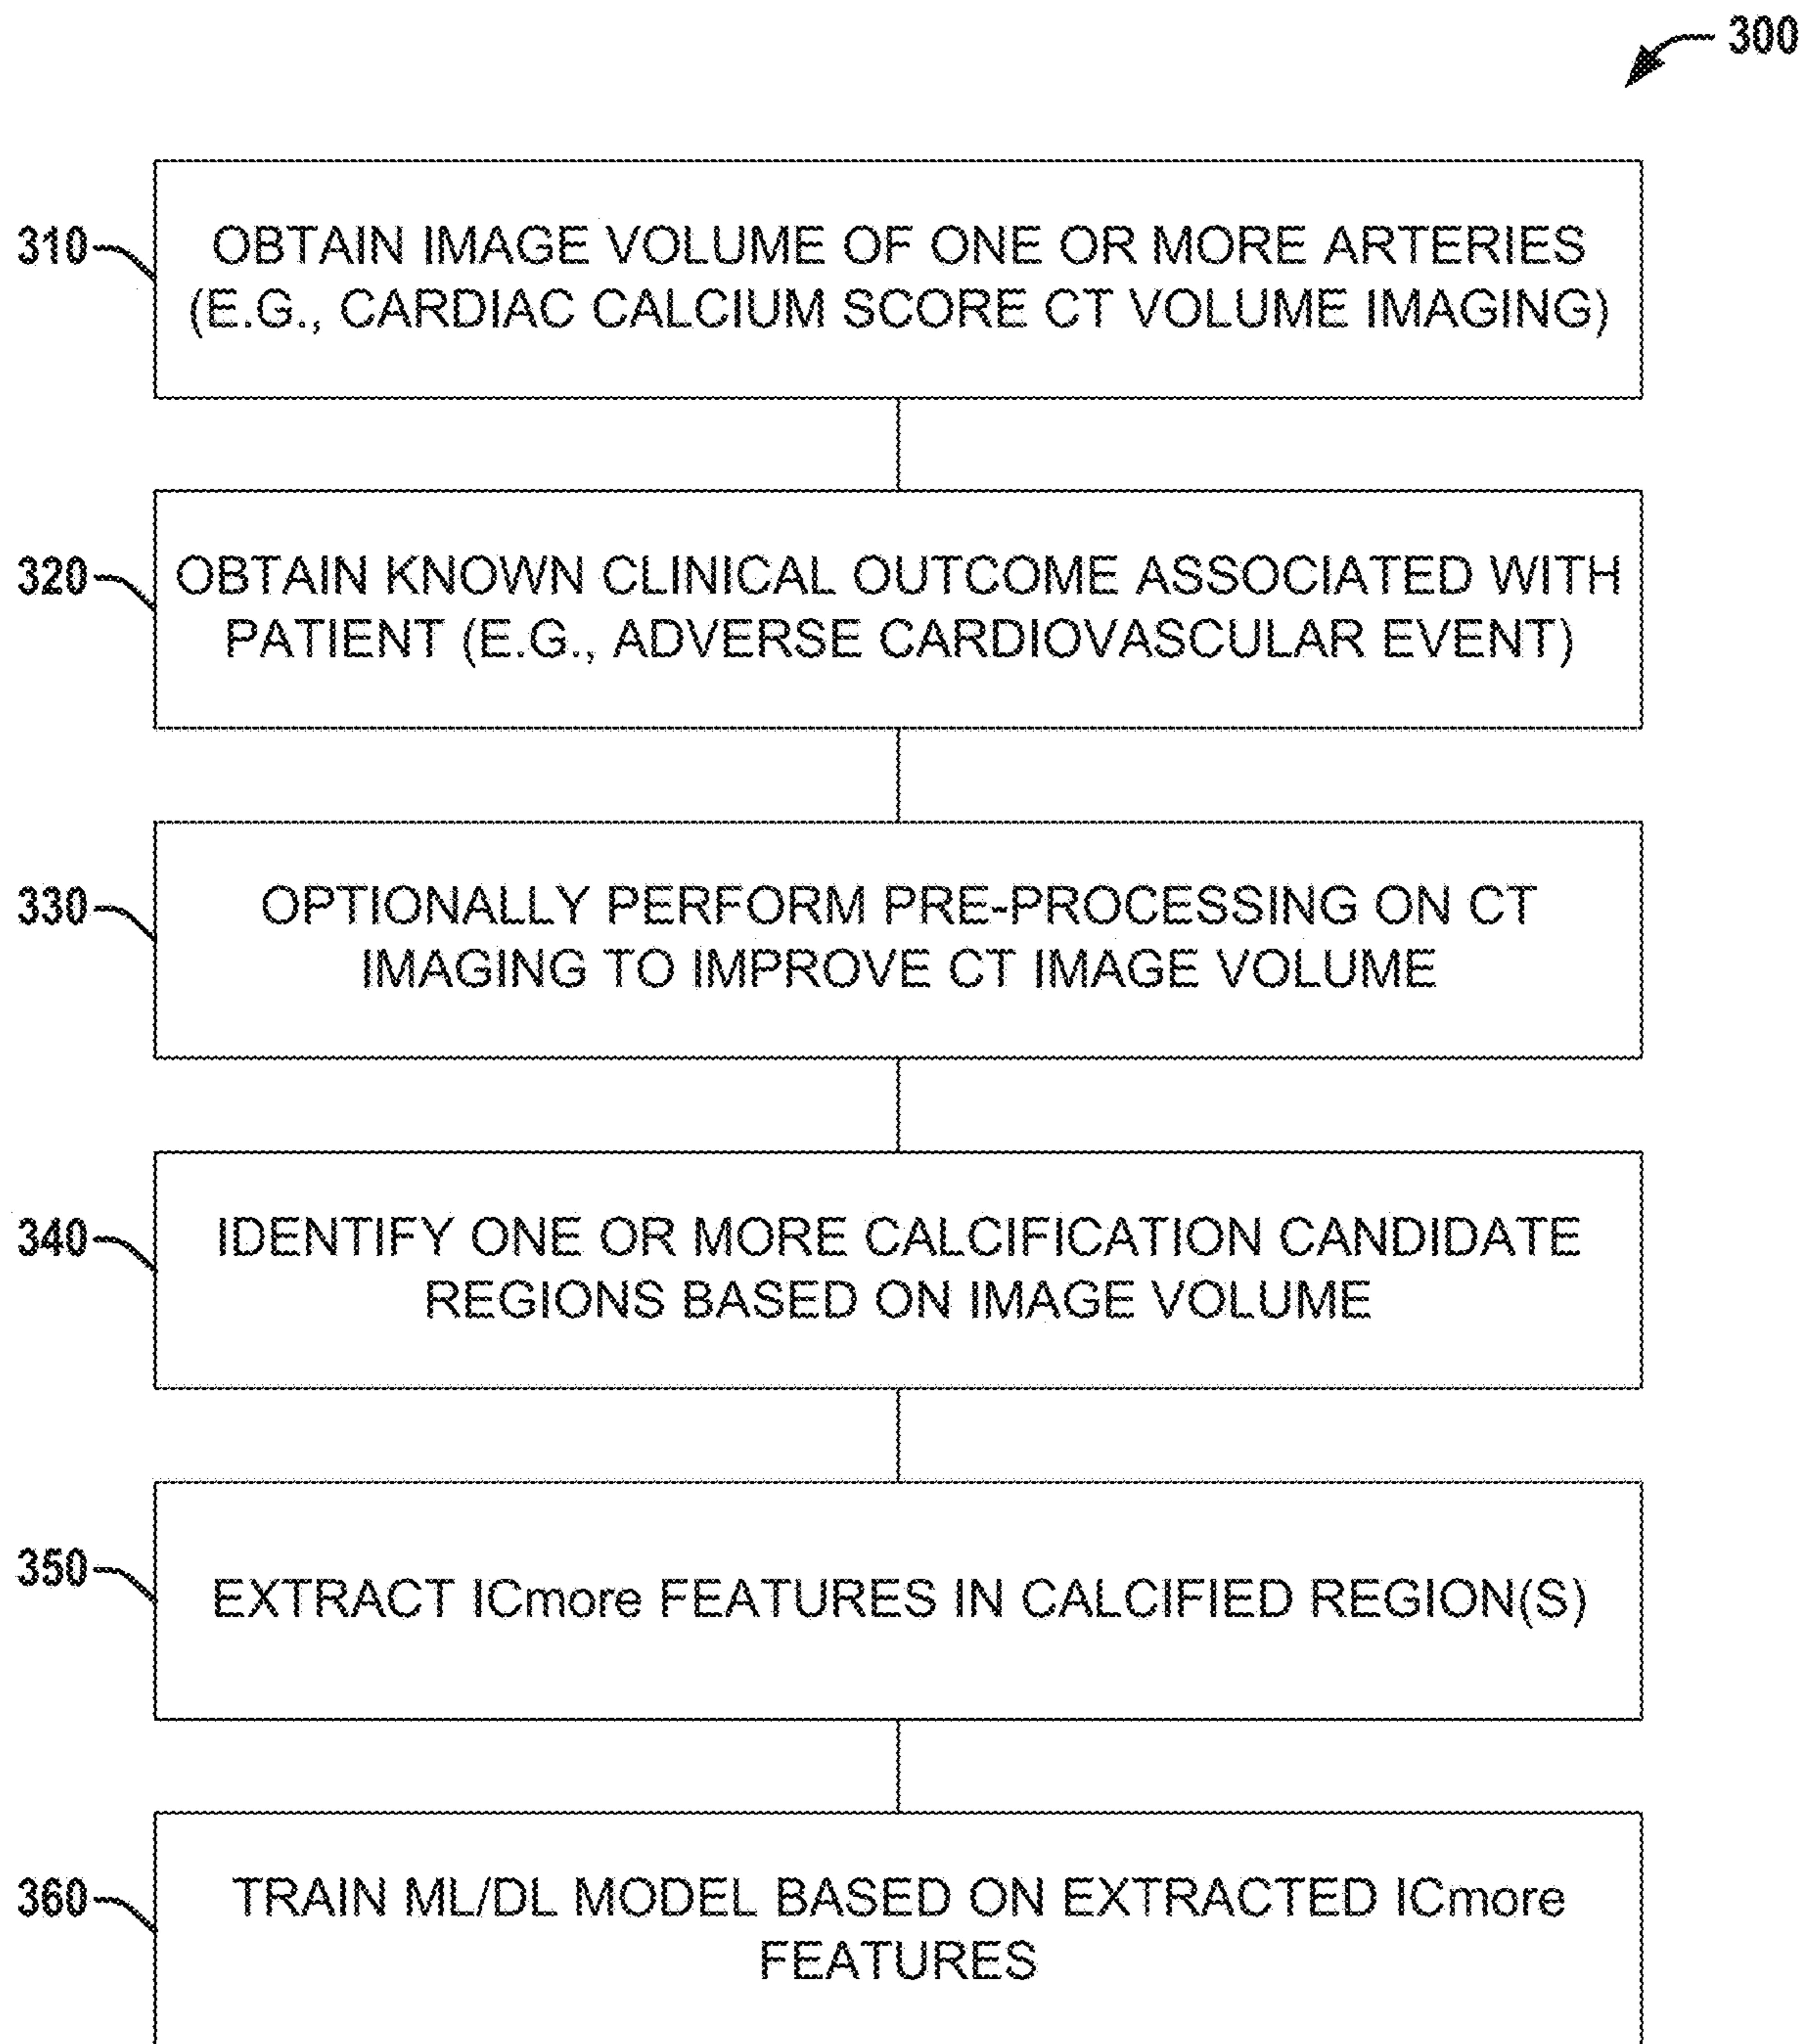 300
310
OBTAIN IMAGE VOLUME OF ONE OR MORE ARTERIES
(E.G., CARDIAC CALCIUM SCORE CT VOLUME IMAGING)
320
OBTAIN KNOWN CLINICAL OUTCOME ASSOCIATED WITH
PATIENT (E.G., ADVERSE CARDIOVASCULAR EVENT)
330
OPTIONALLY PERFORM PRE-PROCESSING ON CT
IMAGING TO IMPROVE CT IMAGE VOLUME
340
IDENTIFY ONE OR MORE CALCIFICATION CANDIDATE
REGIONS BASED ON IMAGE VOLUME
350
EXTRACT ICmore FEATURES IN CALCIFIED REGION(S)
360
TRAIN ML/DL MODEL BASED ON EXTRACTED ICmore
FEATURES